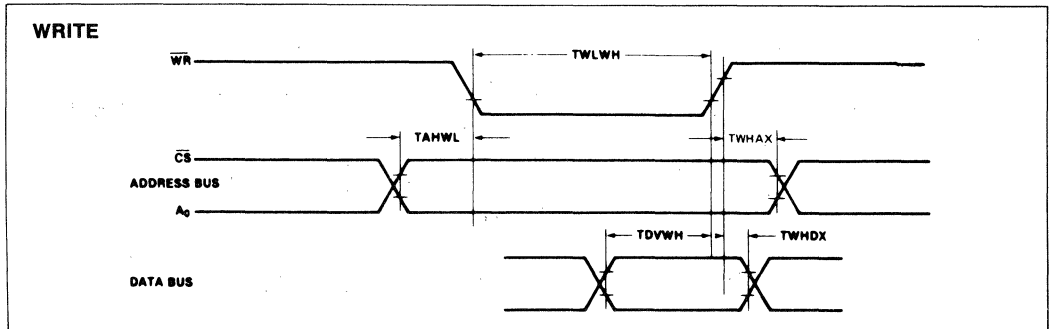 WRITE
WR
TWLWH
TAHWL
TWHAX
CS
ADDRESS BUS
A0
TDVWH
TWHDX
DATA BUS